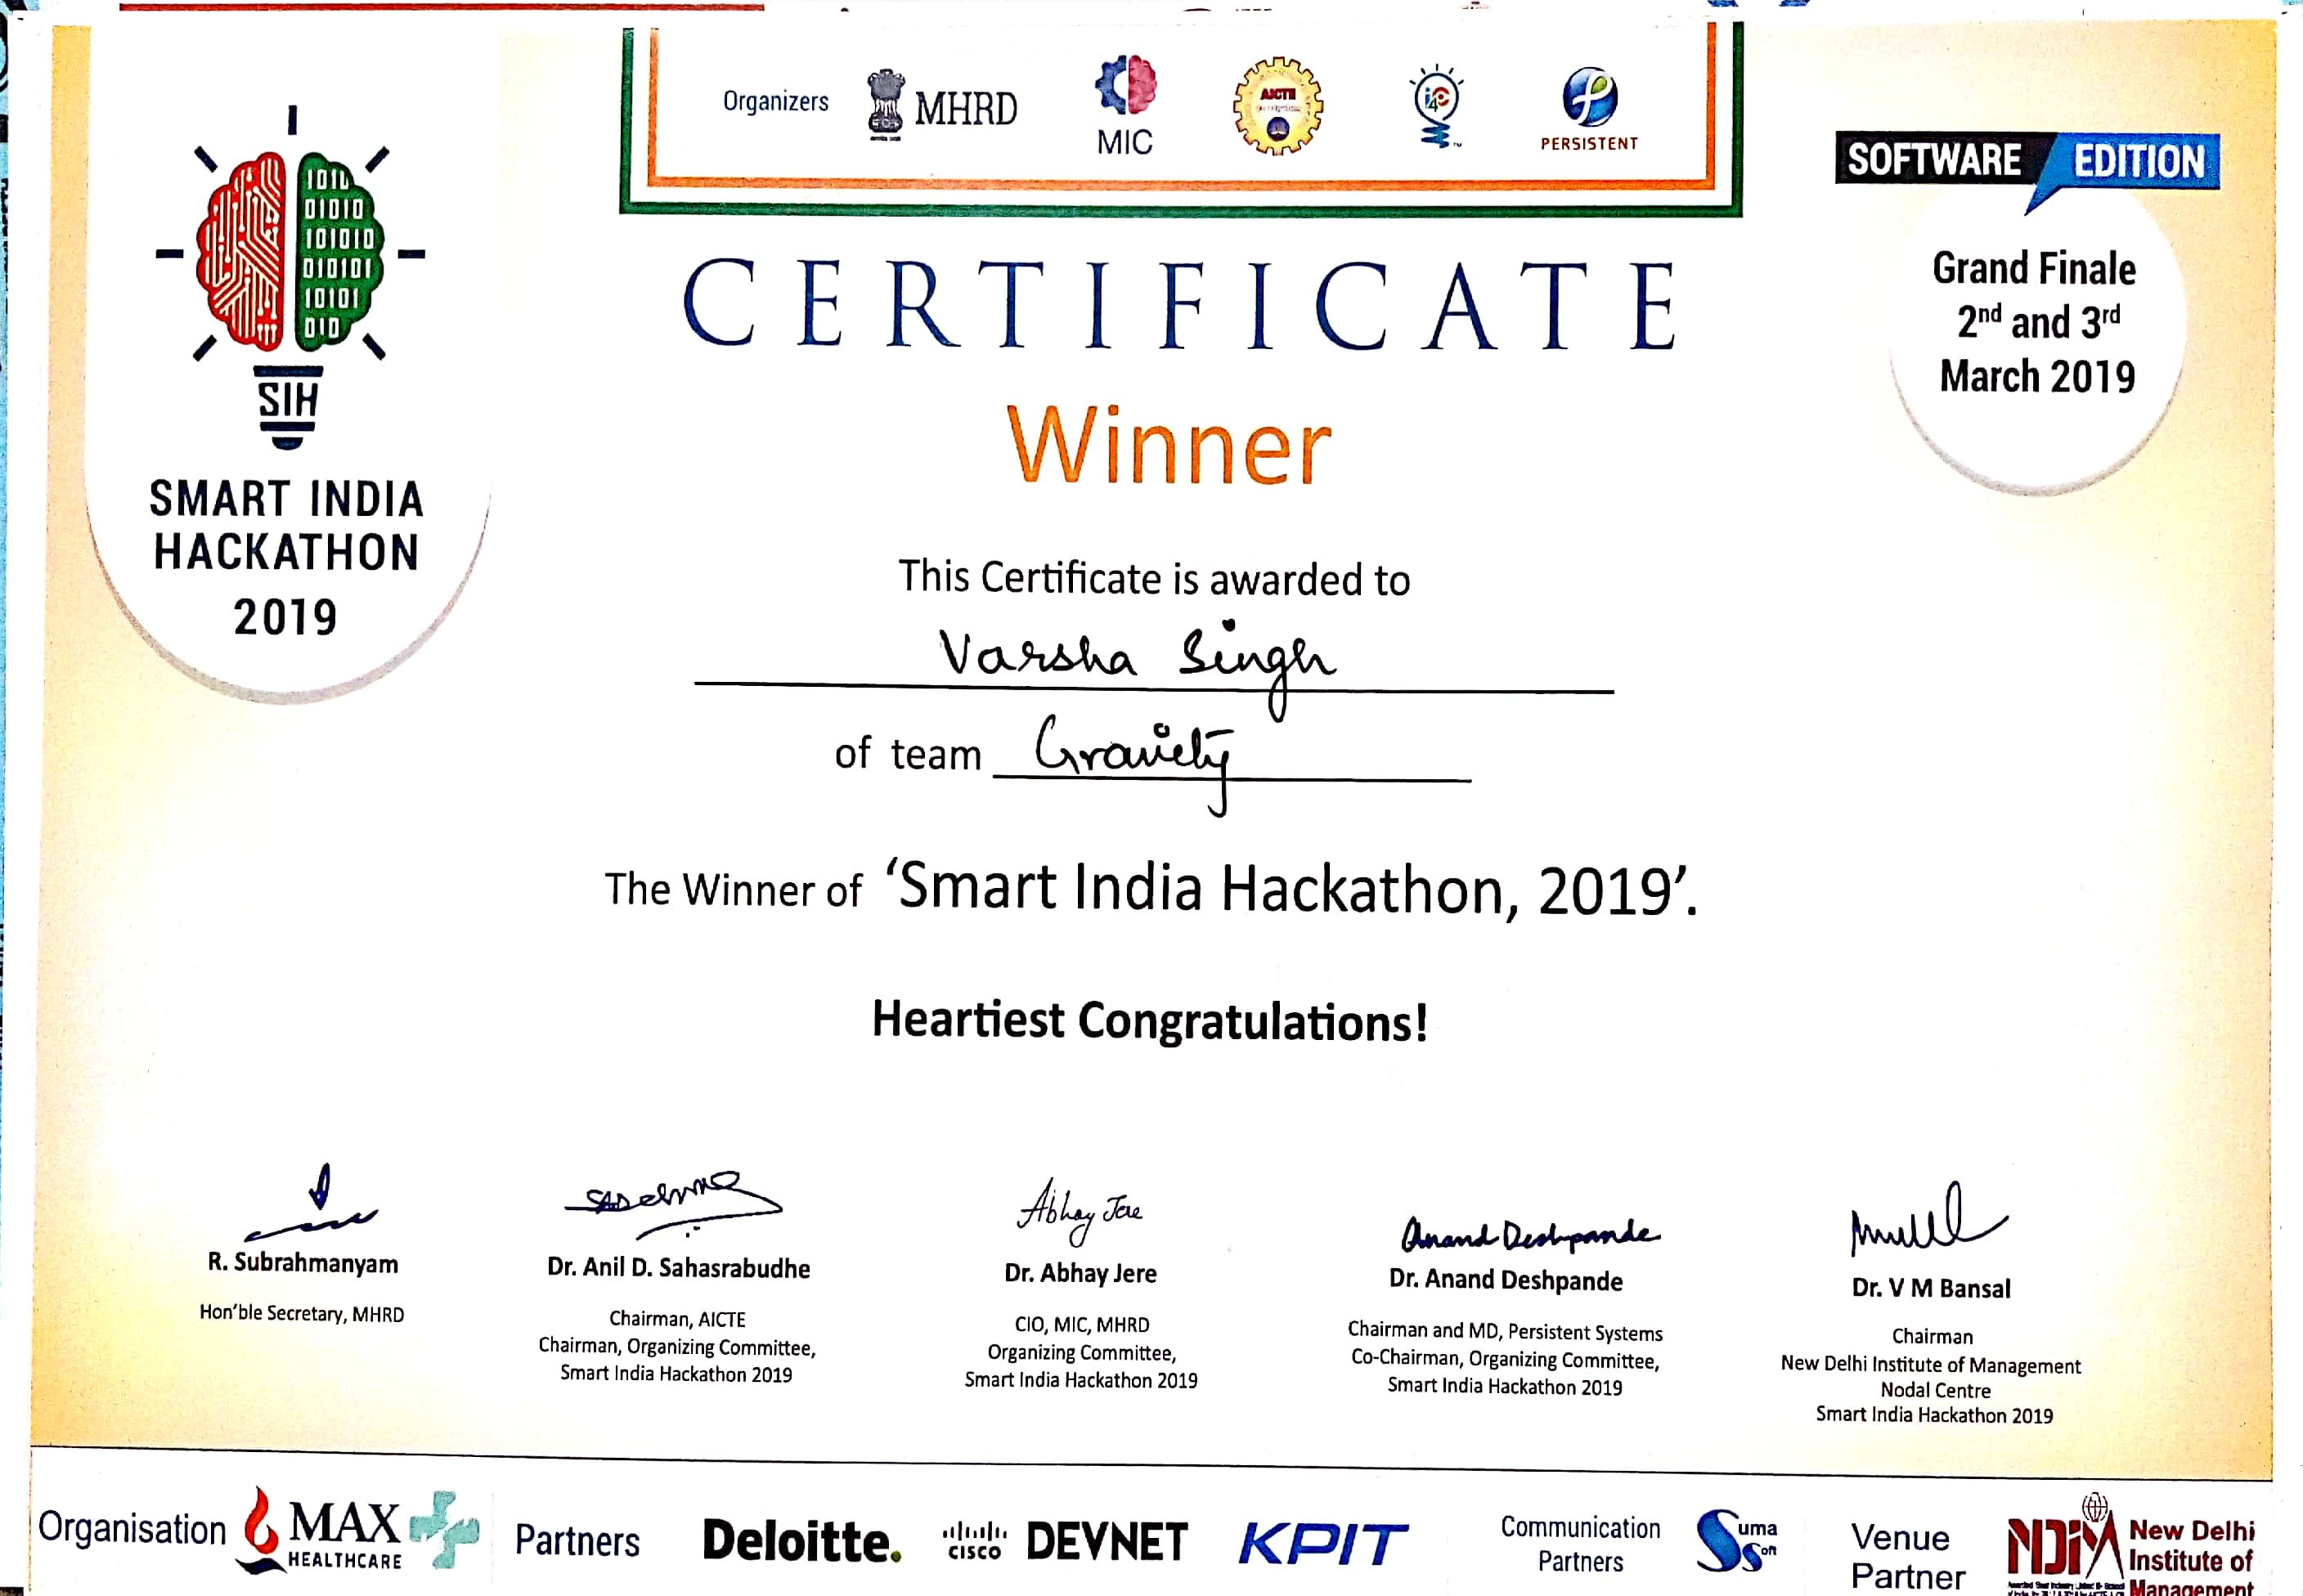 Organizers
MHRD
MIC
AICTE
i4c
PERSISTENT
SOFTWARE EDITION
Grand Finale
2nd and 3rd
March 2019
1010
01010
101010
010101
10101
010
SIH
SMART INDIA
HACKATHON
2019
CERTIFICATE
Winner
This Certificate is awarded to
Varsha Singh
of team Gravity
The Winner of 'Smart India Hackathon, 2019'.
Heartiest Congratulations!
Abhay Jere
Anand Deshpande
R. Subrahmanyam
Hon'ble Secretary, MHRD
Dr. Anil D. Sahasrabudhe
Chairman, AICTE
Chairman, Organizing Committee,
Smart India Hackathon 2019
Dr. Abhay Jere
CIO, MIC, MHRD
Organizing Committee,
Smart India Hackathon 2019
Dr. Anand Deshpande
Chairman and MD, Persistent Systems
Co-Chairman, Organizing Committee,
Smart India Hackathon 2019
Dr. V M Bansal
Chairman
New Delhi Institute of Management
Nodal Centre
Smart India Hackathon 2019
Organisation
MAX
HEALTHCARE
Partners
Deloitte.
CISCO DEVNET
KPIT
Communication
Partners
Suma
Soft
Venue
Partner
NDIM
New Delhi
Institute of
Management